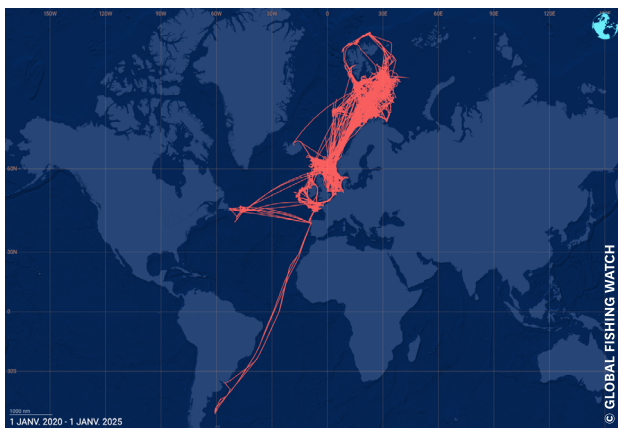 150W 120W 90W 60W 30W 0 30E 60E 90E 120E
60N
30N
0
30S
1000 nm
1 JANV. 2020 - 1 JANV. 2025
© GLOBAL FISHING WATCH